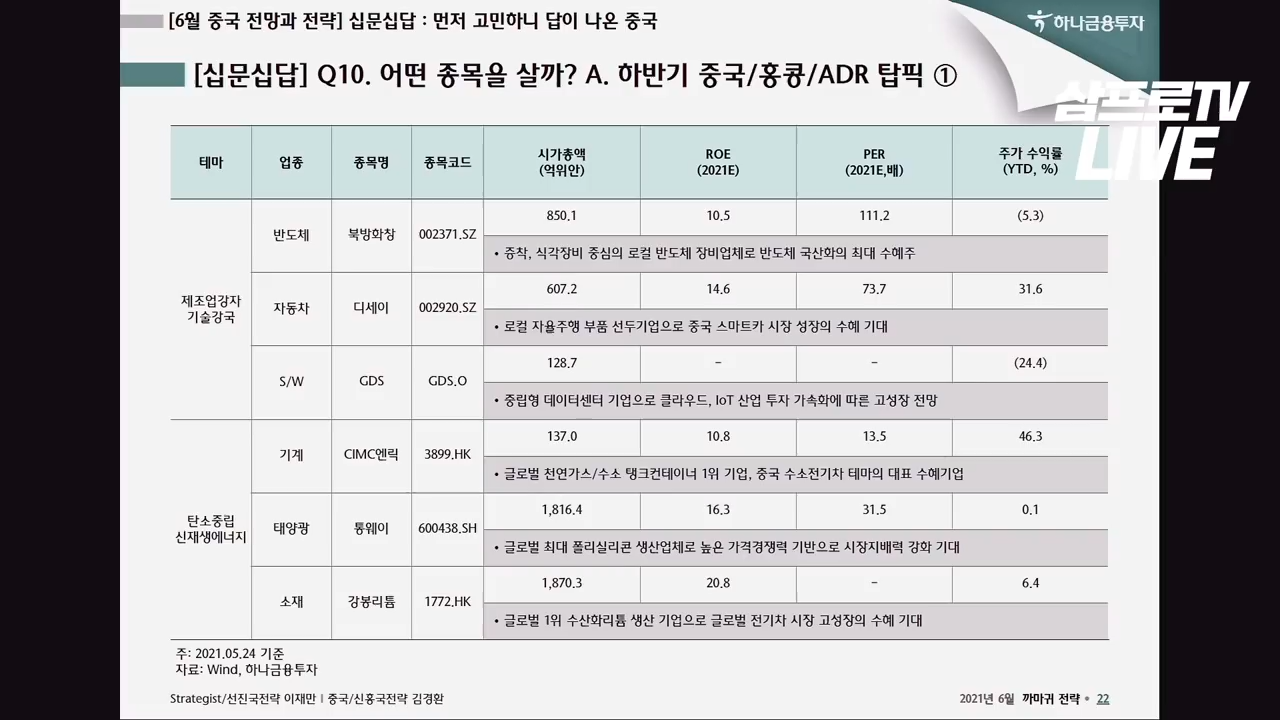 [6월 중국 전망과 전략] 십문십답 : 먼저 고민하니 답이 나온 중국
하나금융투자
[십문십답] Q10. 어떤 종목을 살까? A. 하반기 중국/홍콩/ADR 탑픽 ①
삼프로TV
LIVE
테마 업종 종목명 종목코드 시가총액 ROE PER 주가 수익률
(억위안) (2021E) (2021E,배) (YTD, %)
제조업강자
기술강국
반도체 북방화창 002371.SZ 850.1 10.5 111.2 (5.3)
• 증착, 식각장비 중심의 로컬 반도체 장비업체로 반도체 국산화의 최대 수혜주
자동차 디세이 002920.SZ 607.2 14.6 73.7 31.6
• 로컬 자율주행 부품 선두기업으로 중국 스마트카 시장 성장의 수혜 기대
S/W GDS GDS.O 128.7 – – (24.4)
• 중립형 데이터센터 기업으로 클라우드, IoT 산업 투자 가속화에 따른 고성장 전망
탄소중립
신재생에너지
기계 CIMC엔릭 3899.HK 137.0 10.8 13.5 46.3
• 글로벌 천연가스/수소 탱크컨테이너 1위 기업, 중국 수소전기차 테마의 대표 수혜기업
태양광 통웨이 600438.SH 1,816.4 16.3 31.5 0.1
• 글로벌 최대 폴리실리콘 생산업체로 높은 가격경쟁력 기반으로 시장지배력 강화 기대
소재 강봉리튬 1772.HK 1,870.3 20.8 – 6.4
• 글로벌 1위 수산화리튬 생산 기업으로 글로벌 전기차 시장 고성장의 수혜 기대
주: 2021.05.24 기준
자료: Wind, 하나금융투자
Strategist/선진국전략 이재만 | 중국/신흥국전략 김경환
2021년 6월 까마귀 전략 • 22